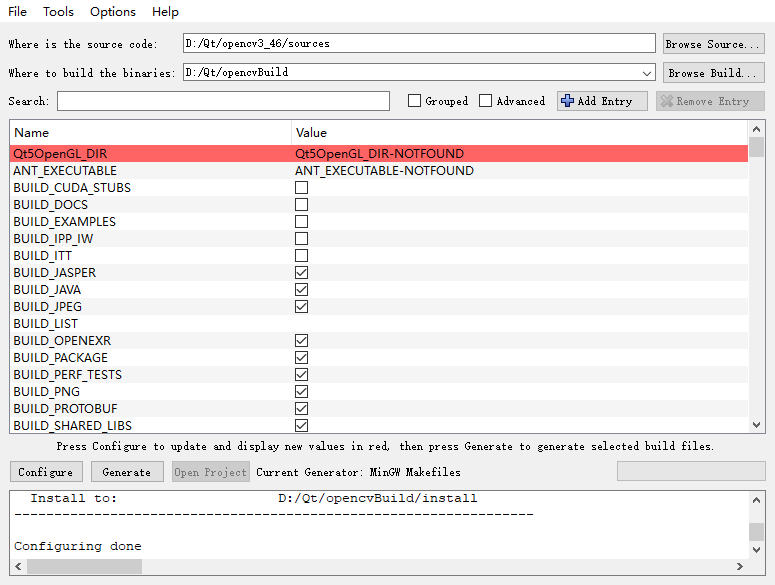 File Tools Options Help
Where is the source code: D:/Qt/opencv3_46/sources Browse Source...
Where to build the binaries: D:/Qt/opencvBuild Browse Build...
Search: Grouped Advanced Add Entry Remove Entry
Name Value
Qt5OpenGL_DIR Qt5OpenGL_DIR-NOTFOUND
ANT_EXECUTABLE ANT_EXECUTABLE-NOTFOUND
BUILD_CUDA_STUBS
BUILD_DOCS
BUILD_EXAMPLES
BUILD_IPP_IW
BUILD_ITT
BUILD_JASPER
BUILD_JAVA
BUILD_JPEG
BUILD_LIST
BUILD_OPENEXR
BUILD_PACKAGE
BUILD_PERF_TESTS
BUILD_PNG
BUILD_PROTOBUF
BUILD_SHARED_LIBS
Press Configure to update and display new values in red, then press Generate to generate selected build files.
Configure Generate Open Project Current Generator: MinGW Makefiles
Install to: D:/Qt/opencvBuild/install
-----------------------------------------------------------------
Configuring done